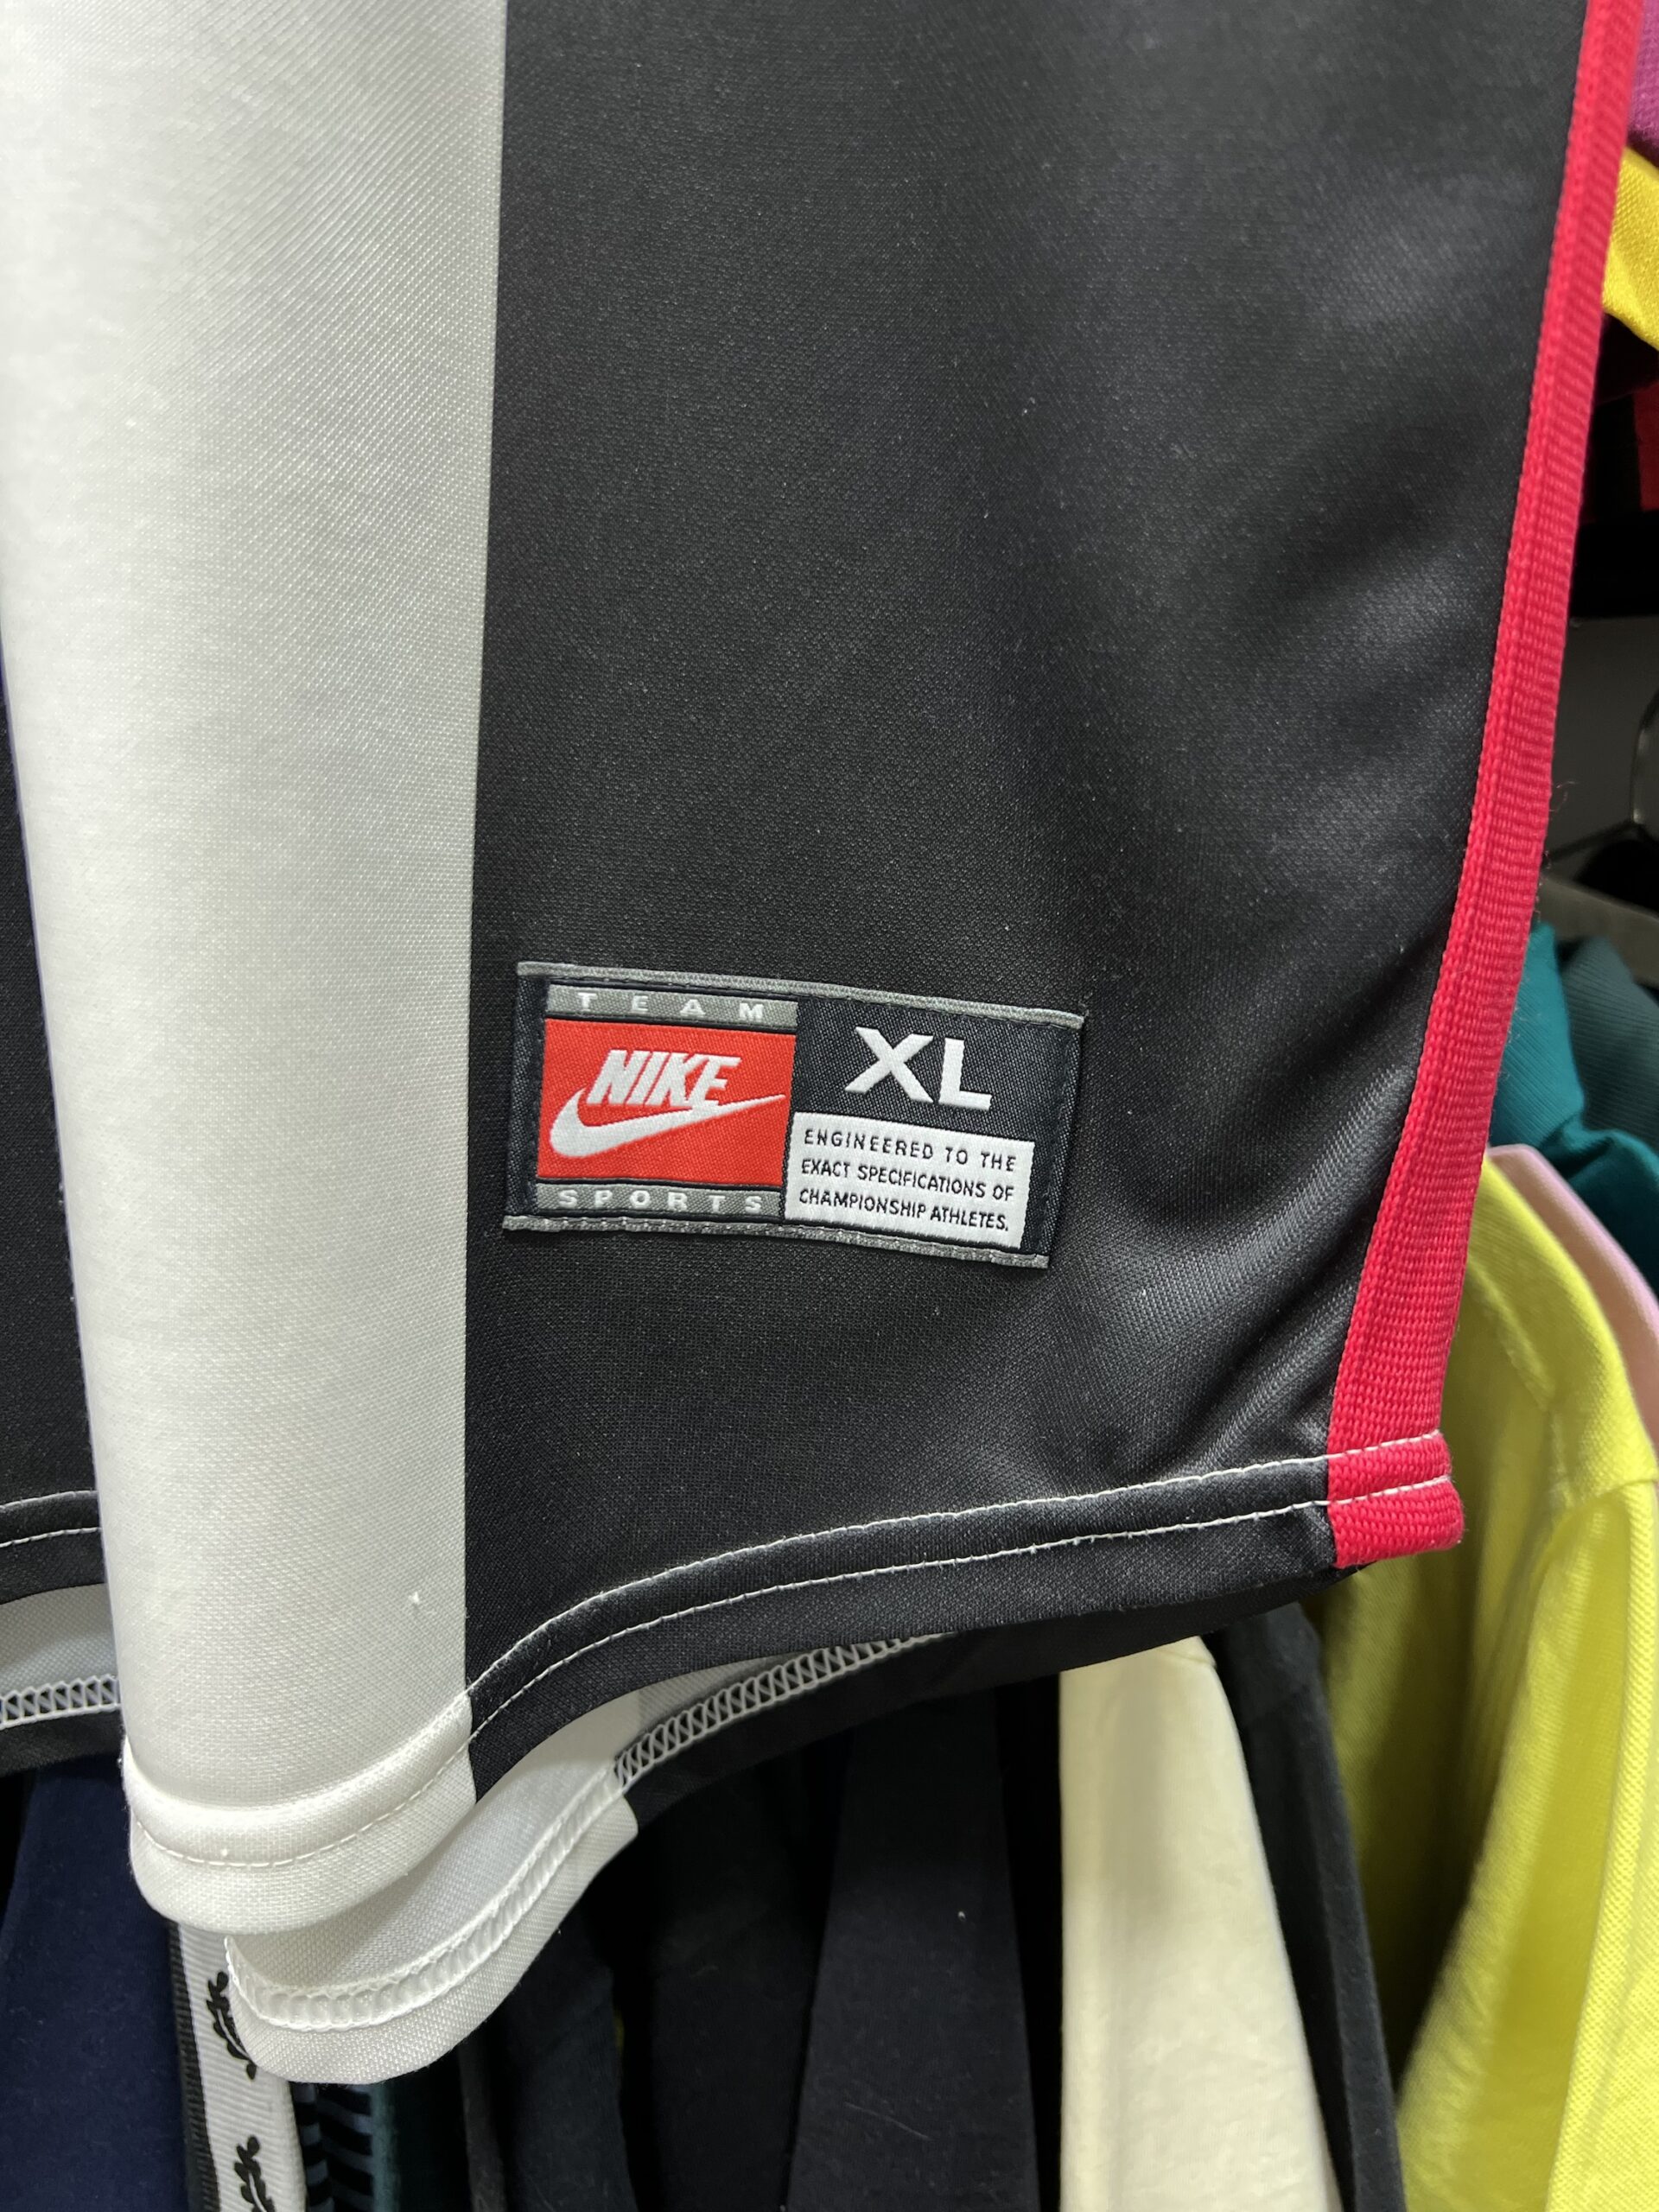 TEAM
NIKE
SPORTS
XL
ENGINEERED TO THE
EXACT SPECIFICATIONS OF
CHAMPIONSHIP ATHLETES.